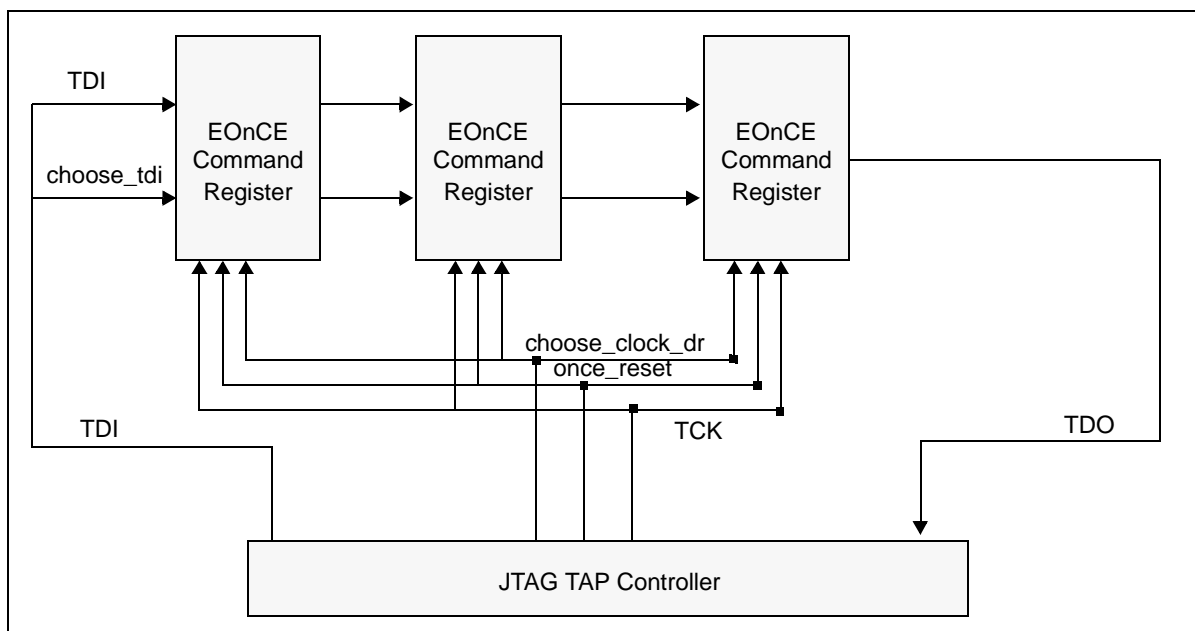 TDI
choose_tdi
EOnCE
Command
Register
EOnCE
Command
Register
EOnCE
Command
Register
choose_clock_dr
once_reset
TCK
TDI
TDO
JTAG TAP Controller